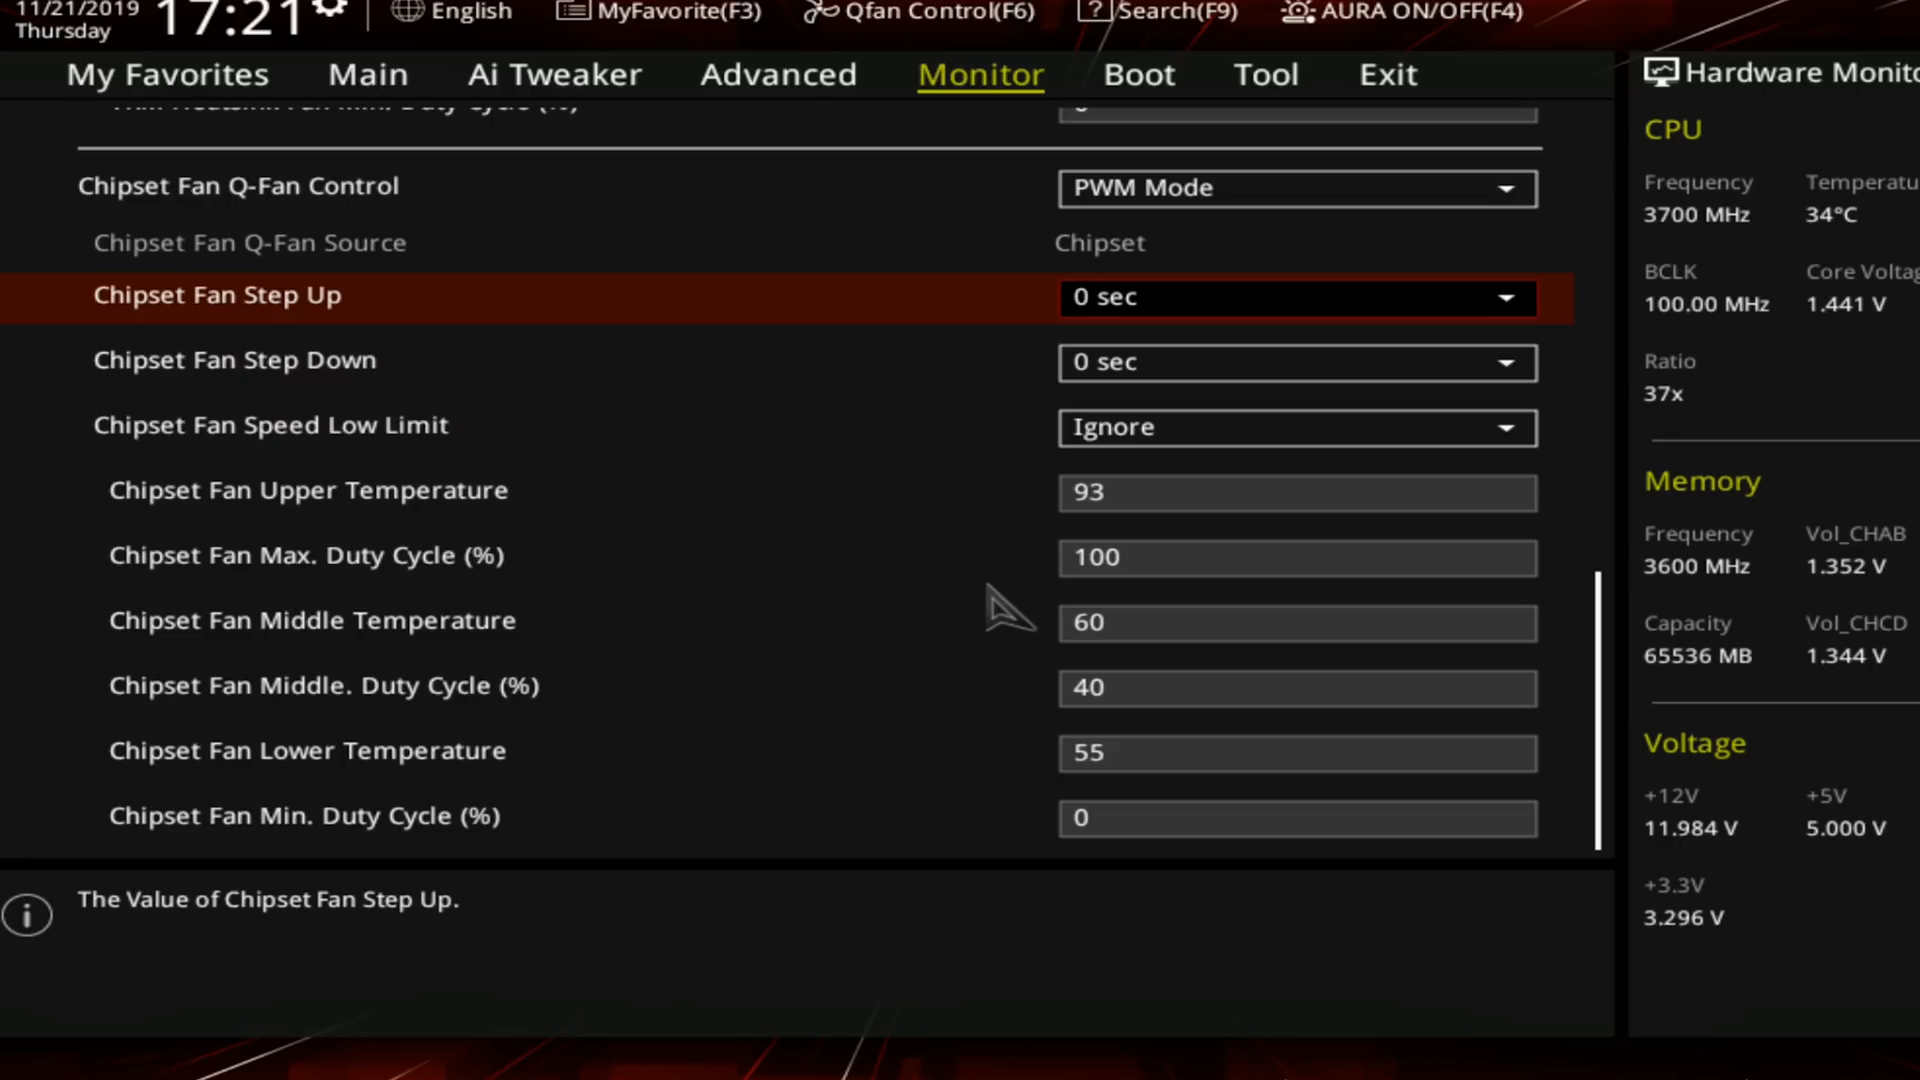 11/21/2019
Thursday
17:21
English
MyFavorite(F3)
Qfan Control(F6)
Search(F9)
AURA ON/OFF(F4)
My Favorites
Main
Ai Tweaker
Advanced
Monitor
Boot
Tool
Exit
Chipset Fan Q-Fan Control
PWM Mode
Chipset Fan Q-Fan Source
Chipset
Chipset Fan Step Up
0 sec
Chipset Fan Step Down
0 sec
Chipset Fan Speed Low Limit
Ignore
Chipset Fan Upper Temperature
93
Chipset Fan Max. Duty Cycle (%)
100
Chipset Fan Middle Temperature
60
Chipset Fan Middle. Duty Cycle (%)
40
Chipset Fan Lower Temperature
55
Chipset Fan Min. Duty Cycle (%)
0
The Value of Chipset Fan Step Up.
Hardware Monito
CPU
Frequency
Temperatu
3700 MHz
34°C
BCLK
Core Voltag
100.00 MHz
1.441 V
Ratio
37x
Memory
Frequency
Vol_CHAB
3600 MHz
1.352 V
Capacity
Vol_CHCD
65536 MB
1.344 V
Voltage
+12V
+5V
11.984 V
5.000 V
+3.3V
3.296 V